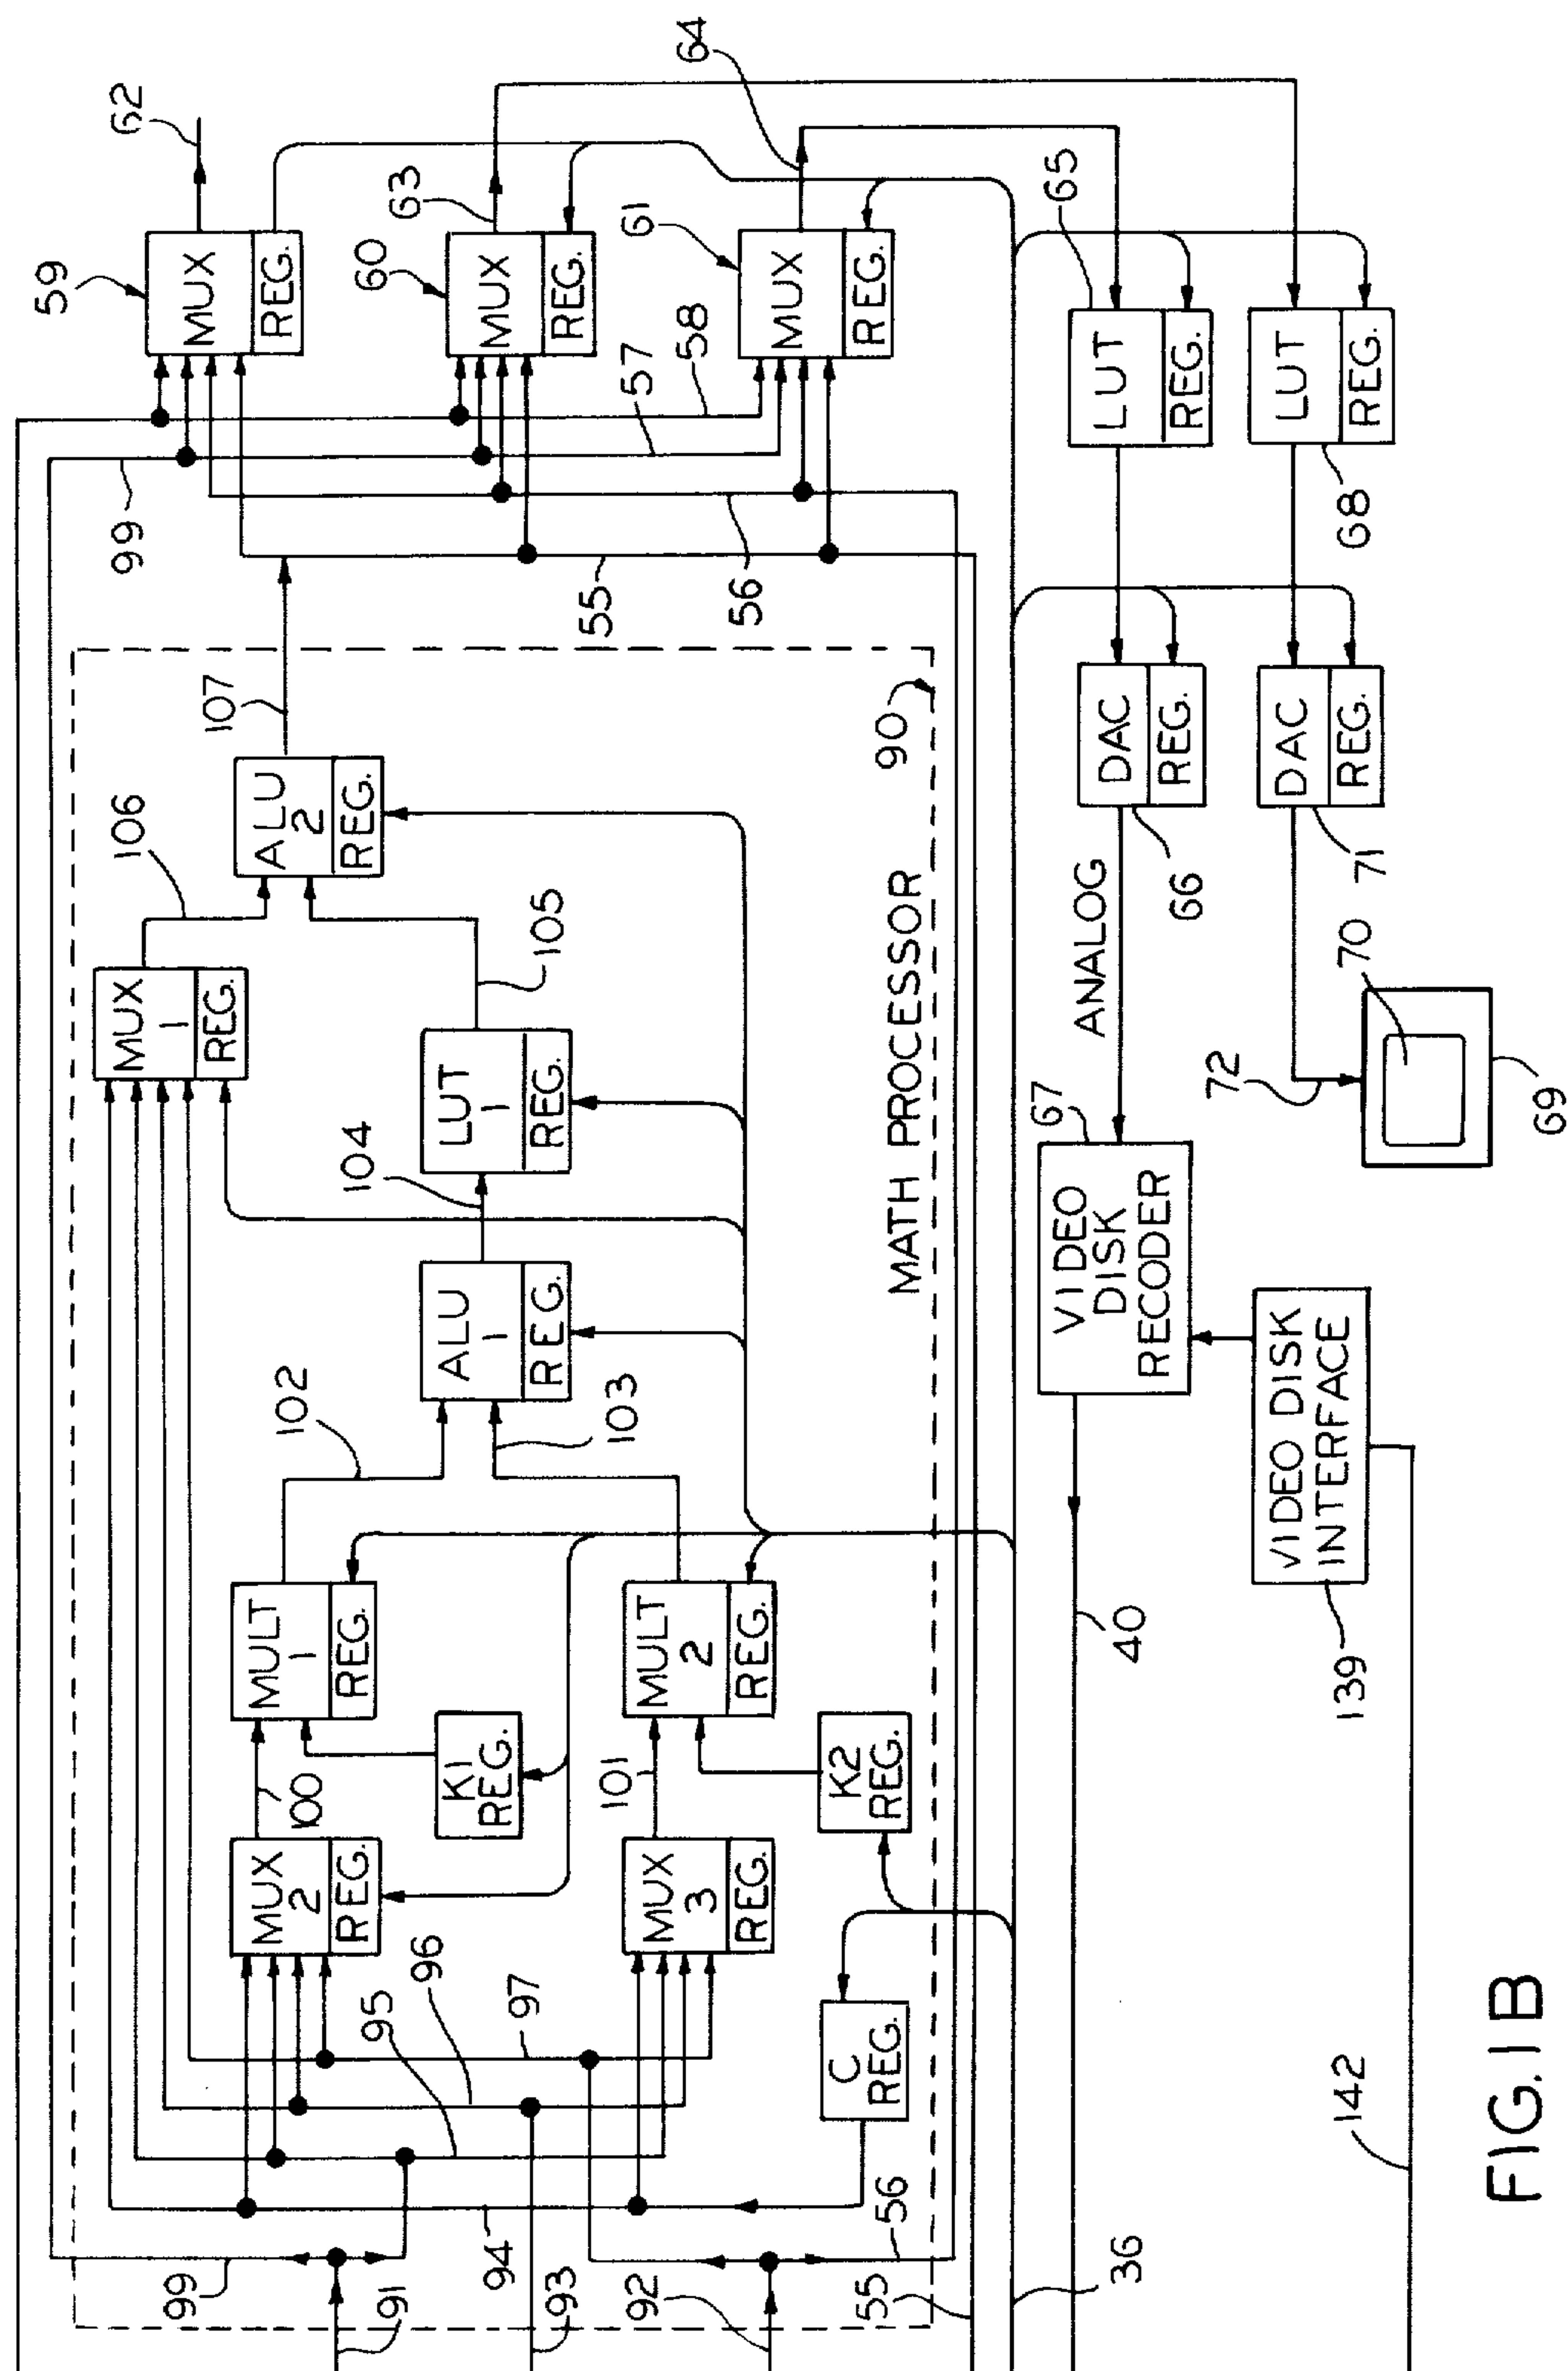 62
59
MUX
REG.
63
60
MUX
REG.
64
61
MUX
REG.
58
57
99
56
55
65
LUT
REG.
LUT
REG.
68
107
106
ALU
2
REG.
MUX
1
REG.
105
LUT
1
REG.
104
ALU
1
REG.
102
103
MULT
1
REG.
MULT
2
REG.
100
K1
REG.
101
K2
REG.
MUX
2
REG.
MUX
3
REG.
95
96
97
C
REG.
94
99
91
93
92
56
55
36
90
MATH PROCESSOR
DAC
REG.
66
DAC
REG.
71
ANALOG
70
72
69
67
VIDEO
DISK
RECODER
VIDEO DISK
INTERFACE
139
40
142
FIG. 1B